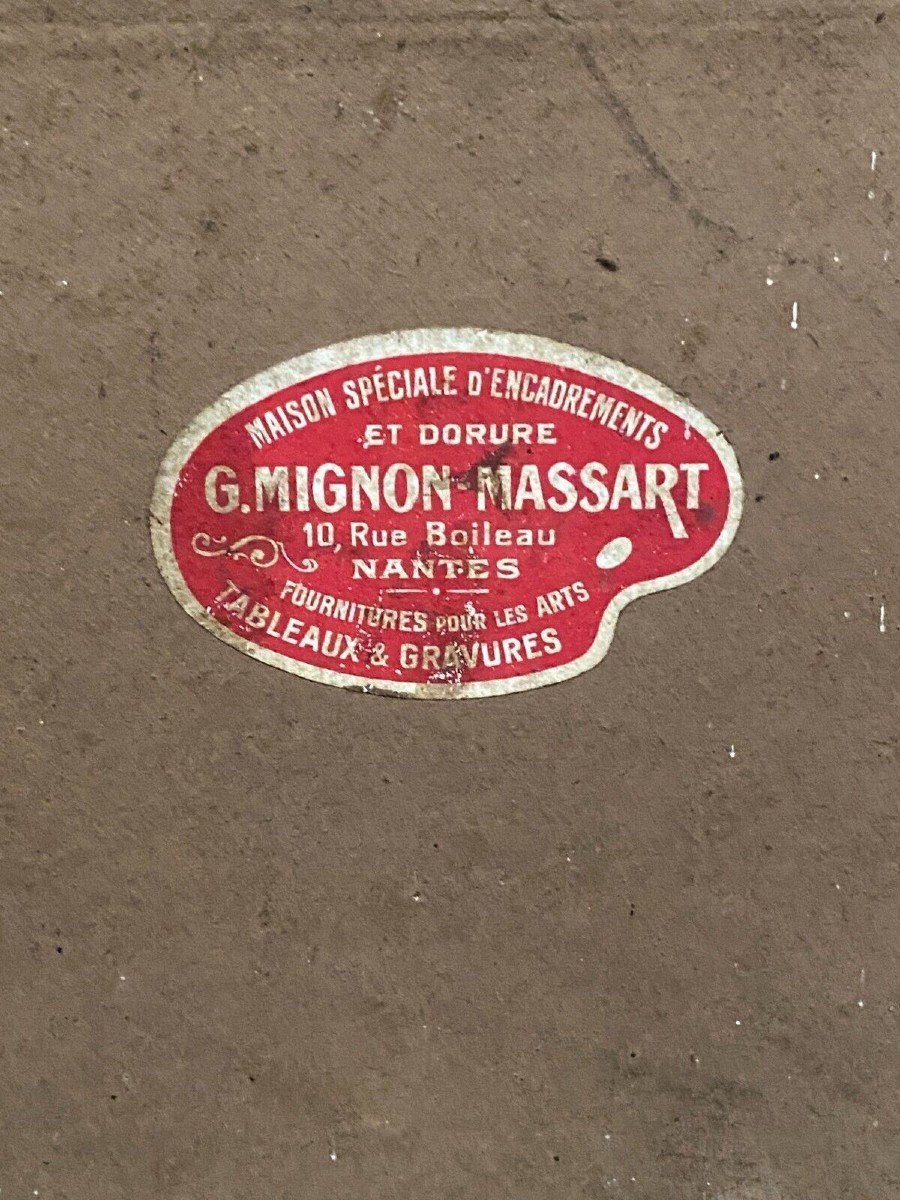 MAISON SPÉCIALE D'ENCADREMENTS
ET DORURE
G. MIGNON-MASSART
10, Rue Boileau
NANTES
FOURNITURES POUR LES ARTS
TABLEAUX & GRAVURES